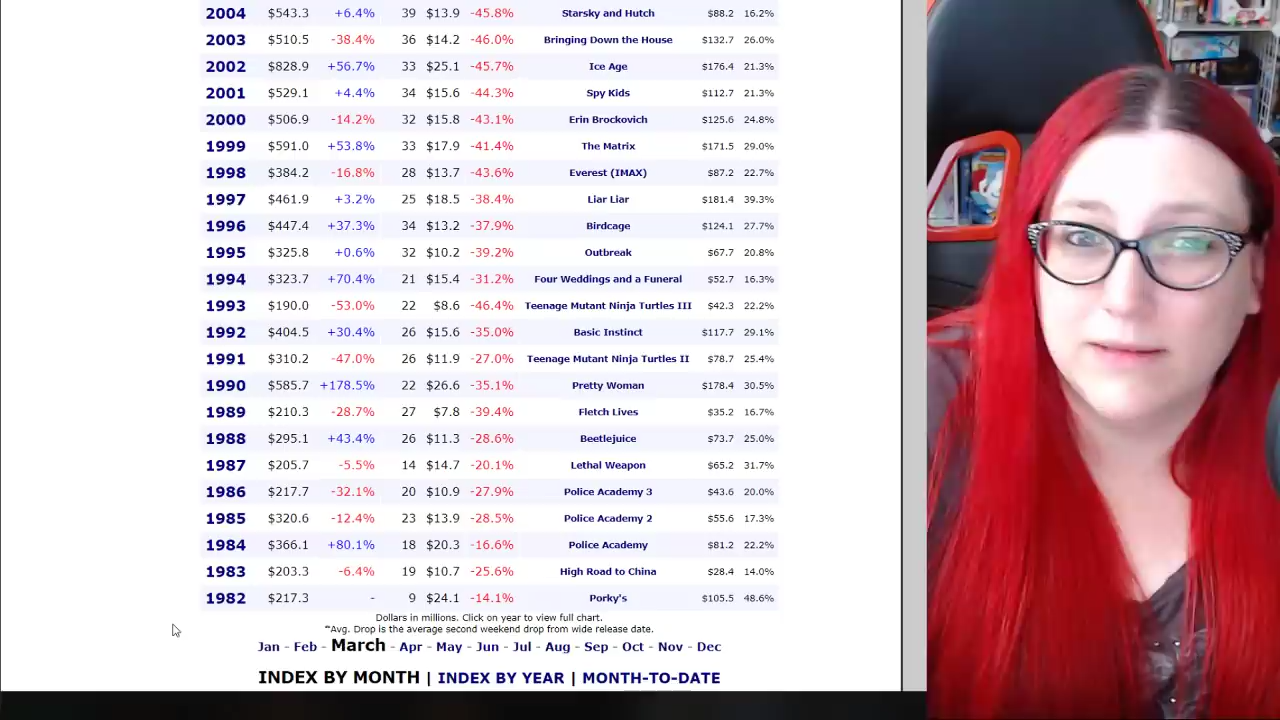 2004 $543.3 +6.4% 39 $13.9 -45.8% Starsky and Hutch $88.2 16.2%
2003 $510.5 -38.4% 36 $14.2 -46.0% Bringing Down the House $132.7 26.0%
2002 $828.9 +56.7% 33 $25.1 -45.7% Ice Age $176.4 21.3%
2001 $529.1 +4.4% 34 $15.6 -44.3% Spy Kids $112.7 21.3%
2000 $506.9 -14.2% 32 $15.8 -43.1% Erin Brockovich $125.6 24.8%
1999 $591.0 +53.8% 33 $17.9 -41.4% The Matrix $171.5 29.0%
1998 $384.2 -16.8% 28 $13.7 -43.6% Everest (IMAX) $87.2 22.7%
1997 $461.9 +3.2% 25 $18.5 -38.4% Liar Liar $181.4 39.3%
1996 $447.4 +37.3% 34 $13.2 -37.9% Birdcage $124.1 27.7%
1995 $325.8 +0.6% 32 $10.2 -39.2% Outbreak $67.7 20.8%
1994 $323.7 +70.4% 21 $15.4 -31.2% Four Weddings and a Funeral $52.7 16.3%
1993 $190.0 -53.0% 22 $8.6 -46.4% Teenage Mutant Ninja Turtles III $42.3 22.2%
1992 $404.5 +30.4% 26 $15.6 -35.0% Basic Instinct $117.7 29.1%
1991 $310.2 -47.0% 26 $11.9 -27.0% Teenage Mutant Ninja Turtles II $78.7 25.4%
1990 $585.7 +178.5% 22 $26.6 -35.1% Pretty Woman $178.4 30.5%
1989 $210.3 -28.7% 27 $7.8 -39.4% Fletch Lives $35.2 16.7%
1988 $295.1 +43.4% 26 $11.3 -28.6% Beetlejuice $73.7 25.0%
1987 $205.7 -5.5% 14 $14.7 -20.1% Lethal Weapon $65.2 31.7%
1986 $217.7 -32.1% 20 $10.9 -27.9% Police Academy 3 $43.6 20.0%
1985 $320.6 -12.4% 23 $13.9 -28.5% Police Academy 2 $55.6 17.3%
1984 $366.1 +80.1% 18 $20.3 -16.6% Police Academy $81.2 22.2%
1983 $203.3 -6.4% 19 $10.7 -25.6% High Road to China $28.4 14.0%
1982 $217.3 - 9 $24.1 -14.1% Porky's $105.5 48.6%
Dollars in millions. Click on year to view full chart.
*Avg. Drop is the average second weekend drop from wide release date.
Jan - Feb - March - Apr - May - Jun - Jul - Aug - Sep - Oct - Nov - Dec
INDEX BY MONTH | INDEX BY YEAR | MONTH-TO-DATE